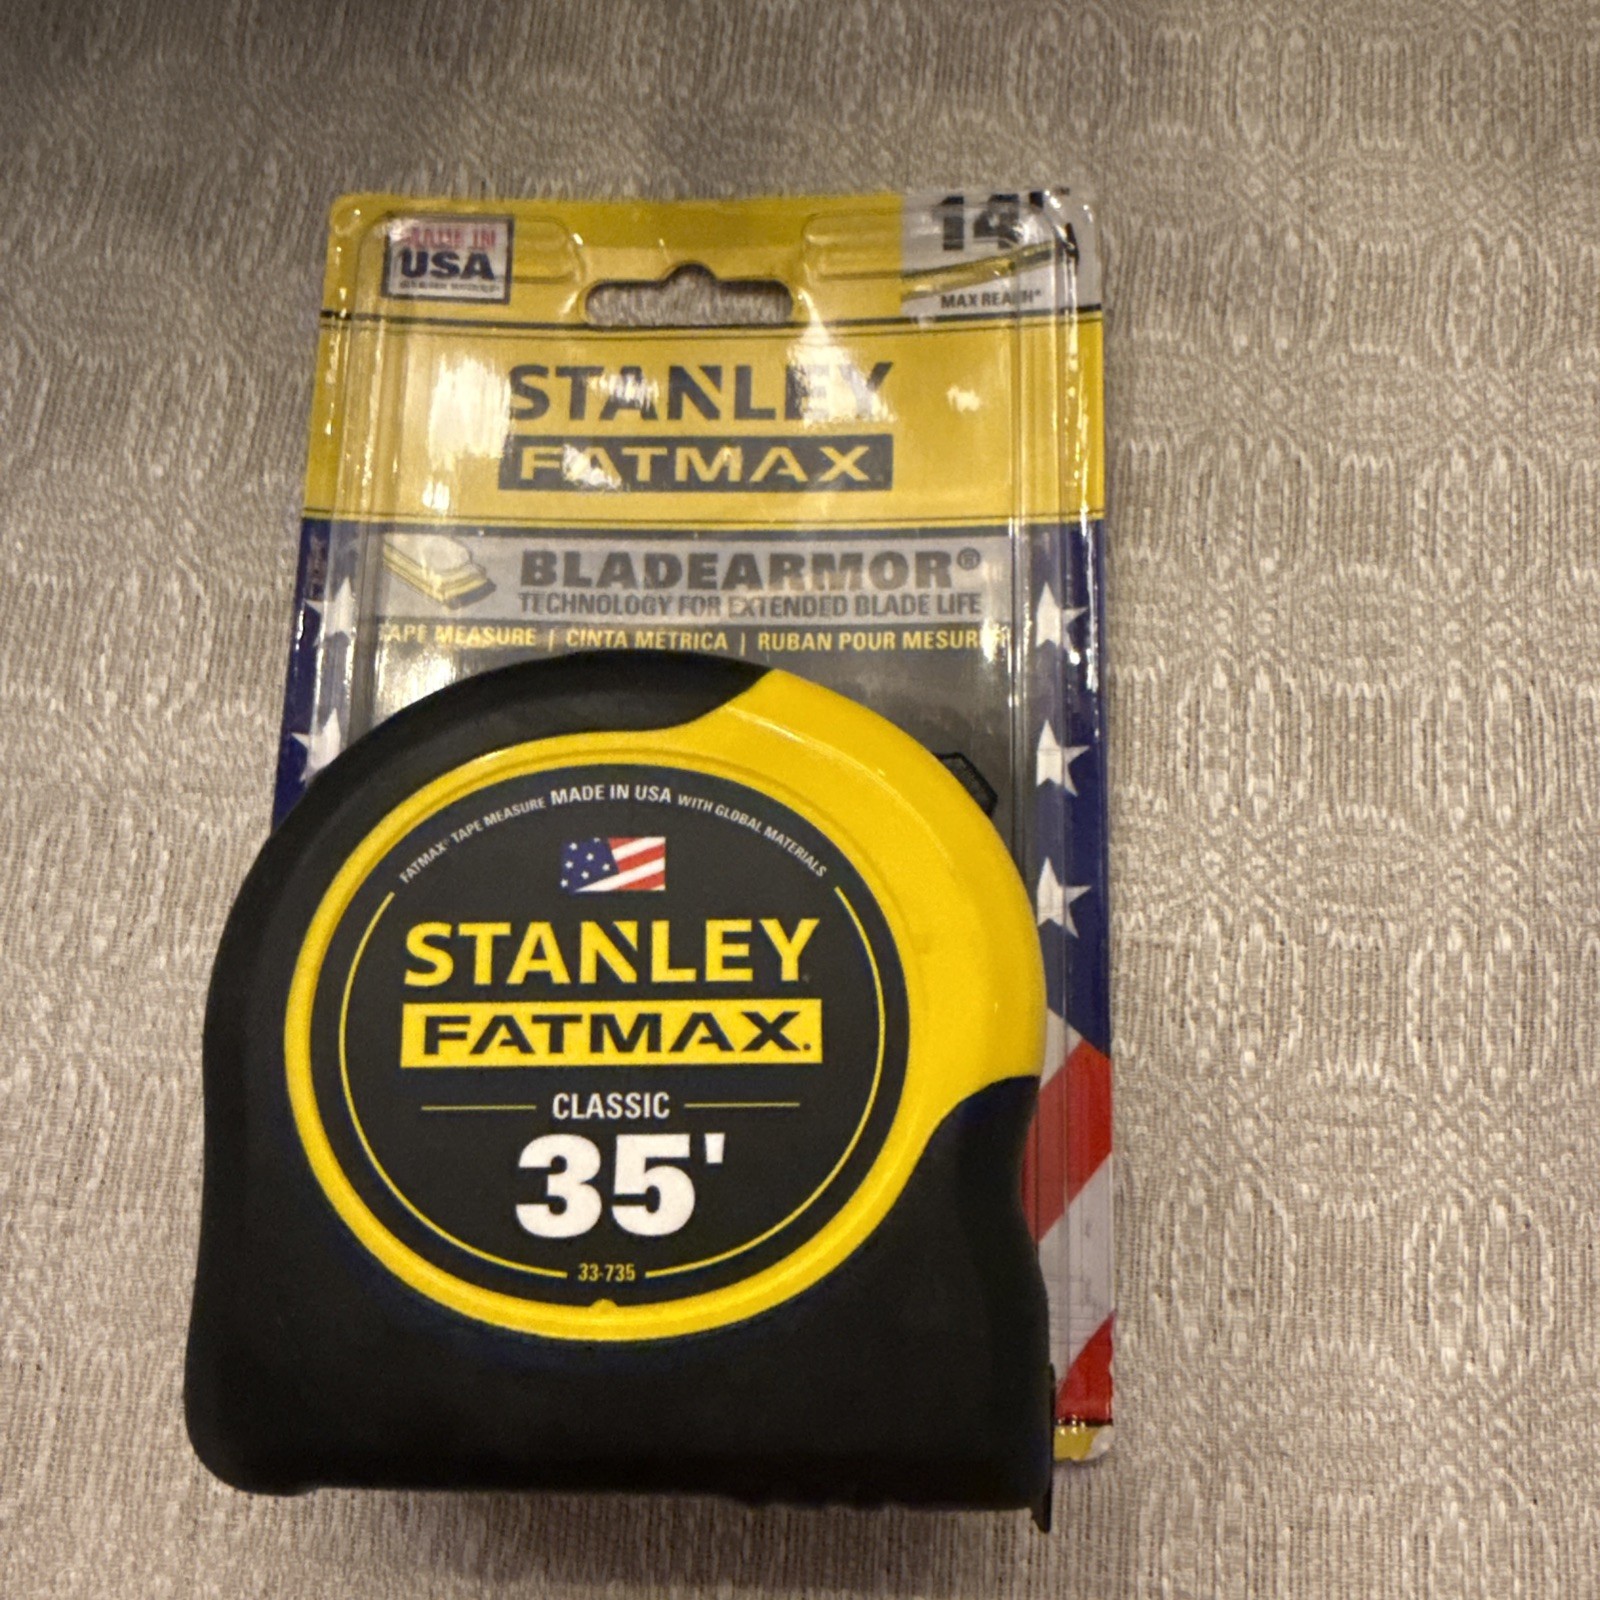 MADE IN
USA
14'
MAX REACH*
STANLEY
FATMAX
BLADEARMOR®
TECHNOLOGY FOR EXTENDED BLADE LIFE
TAPE MEASURE | CINTA MÉTRICA | RUBAN POUR MESURER
FATMAX® TAPE MEASURE MADE IN USA WITH GLOBAL MATERIALS
STANLEY
FATMAX.
CLASSIC
35'
33-735